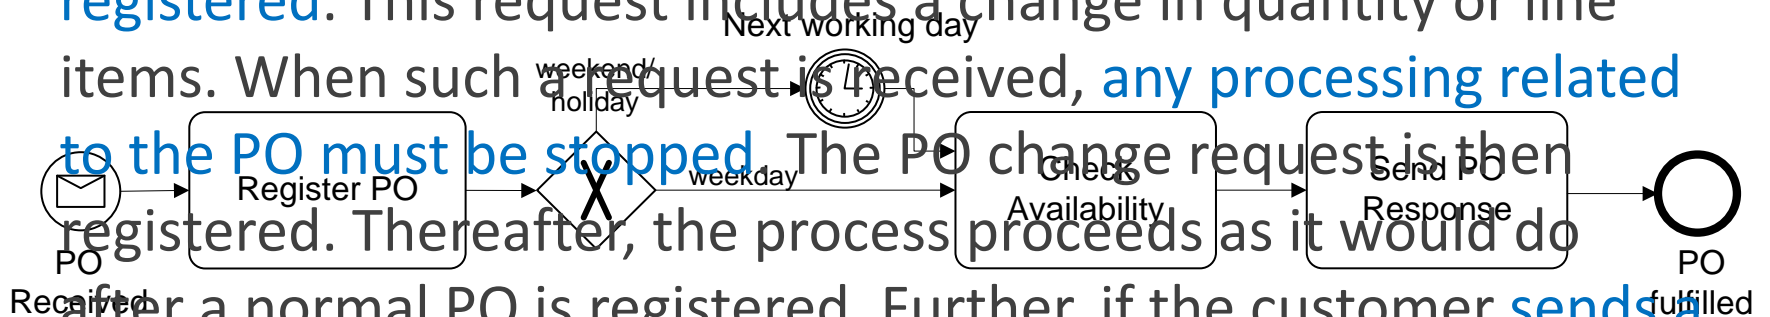 registered. This request includes a change in quantity or line
Next working day
items. When such a request is received, any processing related
weekend/
holiday
to the PO must be stopped. The PO change request is then
Register PO
weekday
Check
Availability
Send PO
Response
registered. Thereafter, the process proceeds as it would do
PO
Received
PO
fulfilled
after a normal PO is registered. Further, if the customer sends a